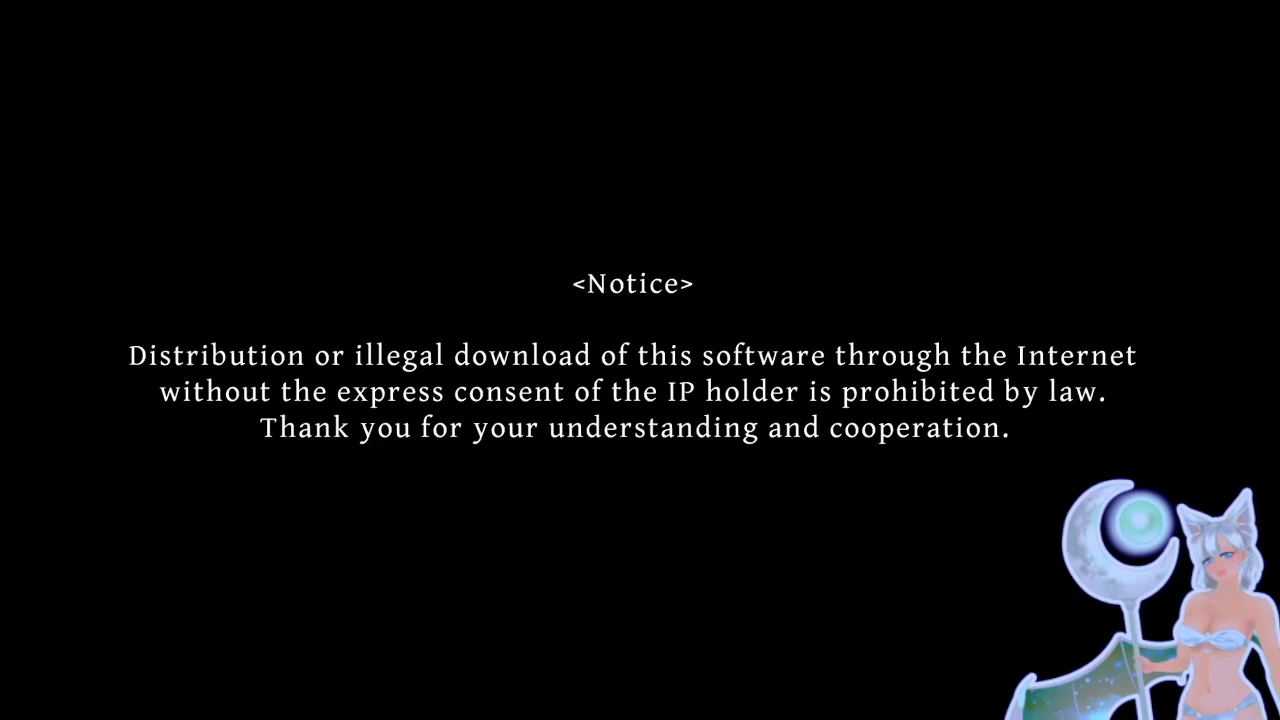 <Notice>
Distribution or illegal download of this software through the Internet
without the express consent of the IP holder is prohibited by law.
Thank you for your understanding and cooperation.